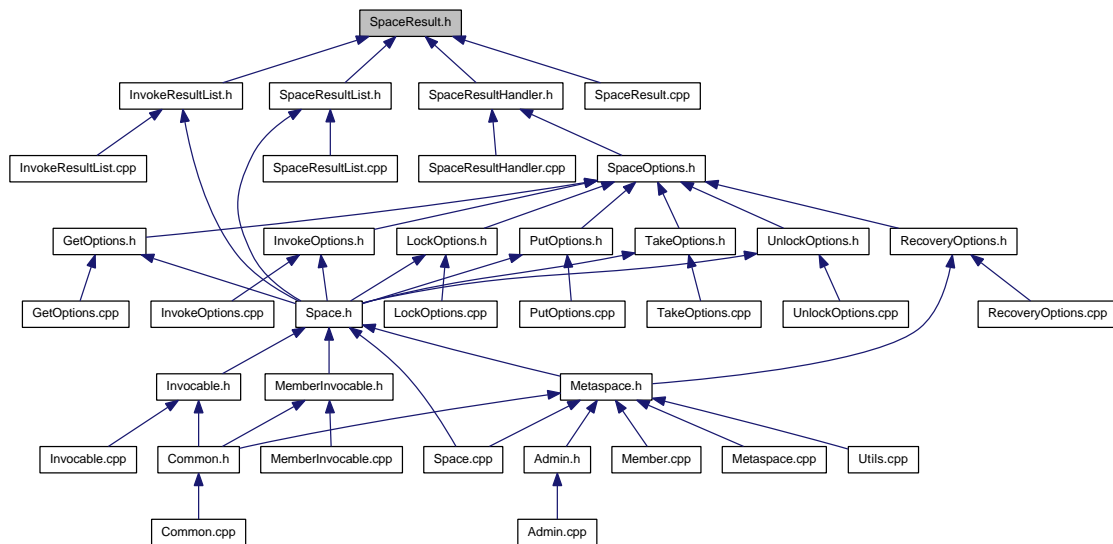 SpaceResult.h
InvokeResultList.h
SpaceResultList.h
SpaceResultHandler.h
SpaceResult.cpp
InvokeResultList.cpp
SpaceResultList.cpp
SpaceResultHandler.cpp
SpaceOptions.h
GetOptions.h
InvokeOptions.h
LockOptions.h
PutOptions.h
TakeOptions.h
UnlockOptions.h
RecoveryOptions.h
GetOptions.cpp
InvokeOptions.cpp
Space.h
LockOptions.cpp
PutOptions.cpp
TakeOptions.cpp
UnlockOptions.cpp
RecoveryOptions.cpp
Invocable.h
MemberInvocable.h
Metaspace.h
Invocable.cpp
Common.h
MemberInvocable.cpp
Space.cpp
Admin.h
Member.cpp
Metaspace.cpp
Utils.cpp
Common.cpp
Admin.cpp